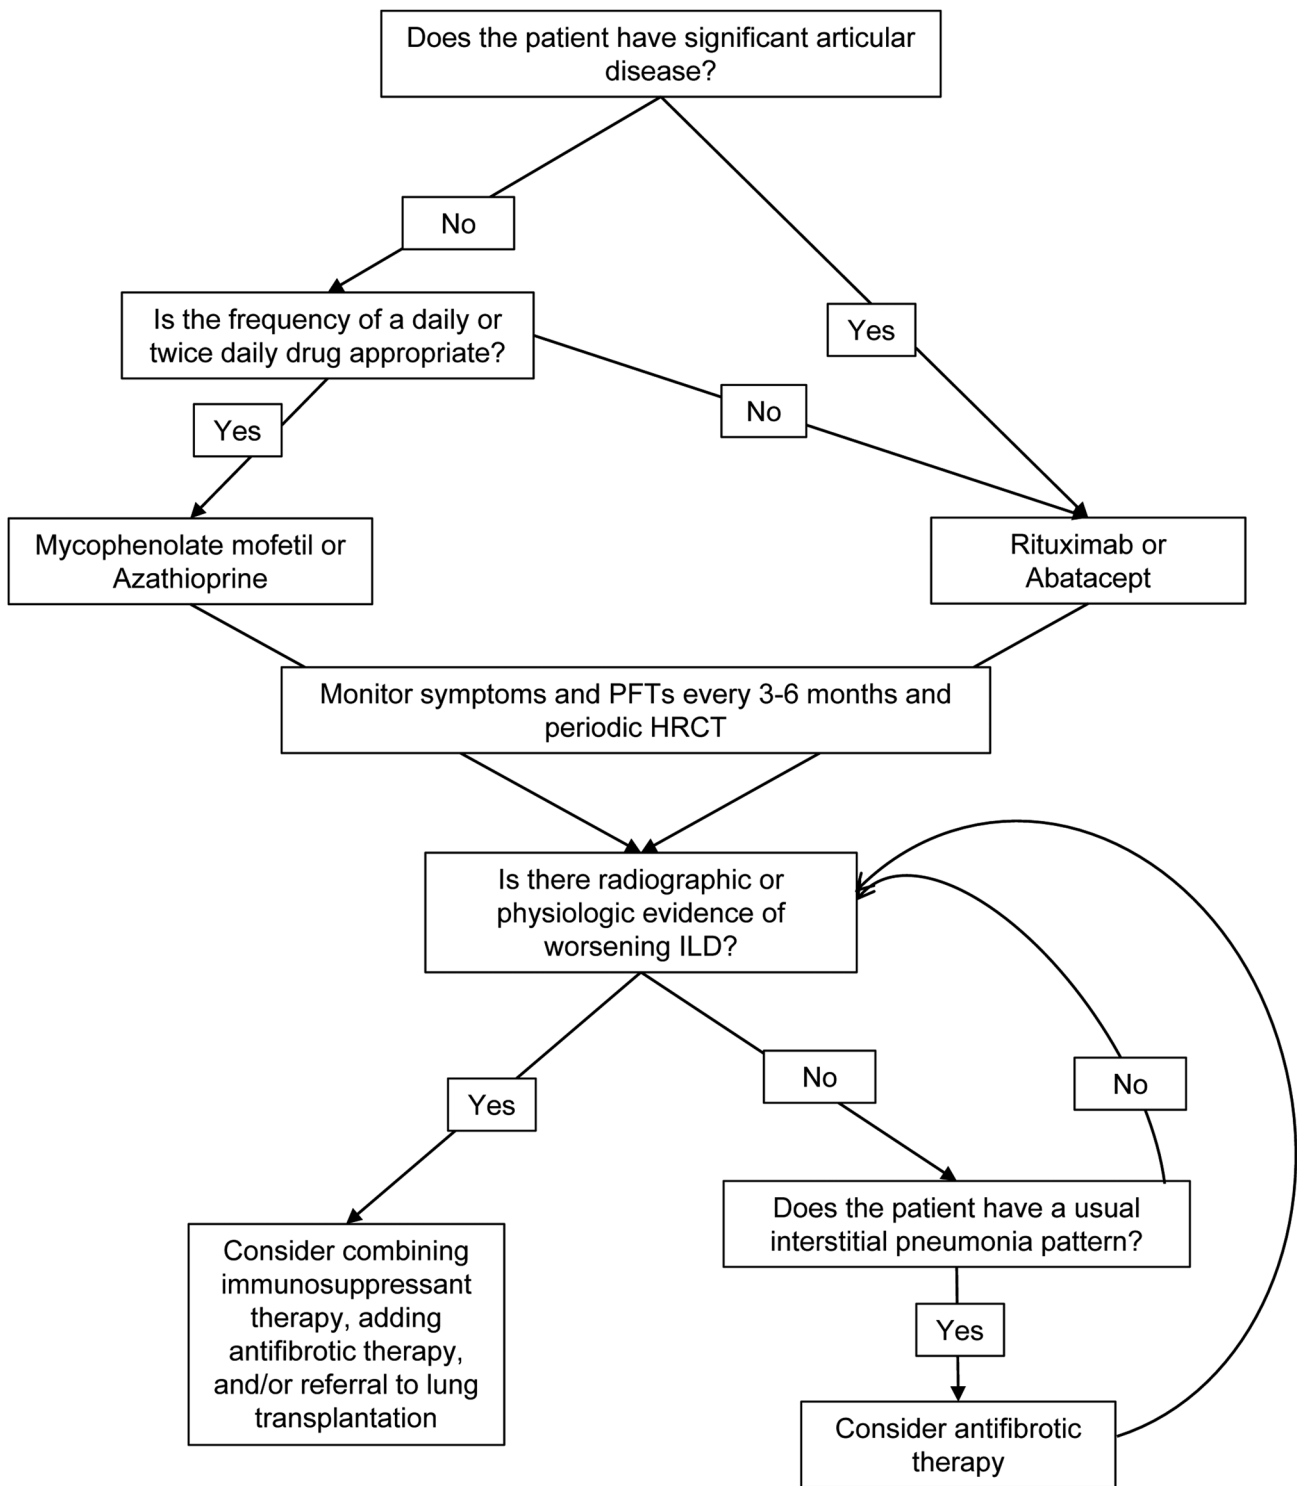 Does the patient have significant articular
disease?
No
Yes
Is the frequency of a daily or
twice daily drug appropriate?
No
Yes
Mycophenolate mofetil or
Azathioprine
Rituximab or
Abatacept
Monitor symptoms and PFTs every 3-6 months and
periodic HRCT
Is there radiographic or
physiologic evidence of
worsening ILD?
Yes
No
No
Does the patient have a usual
interstitial pneumonia pattern?
Consider combining
immunosuppressant
therapy, adding
antifibrotic therapy,
and/or referral to lung
transplantation
Yes
Consider antifibrotic
therapy